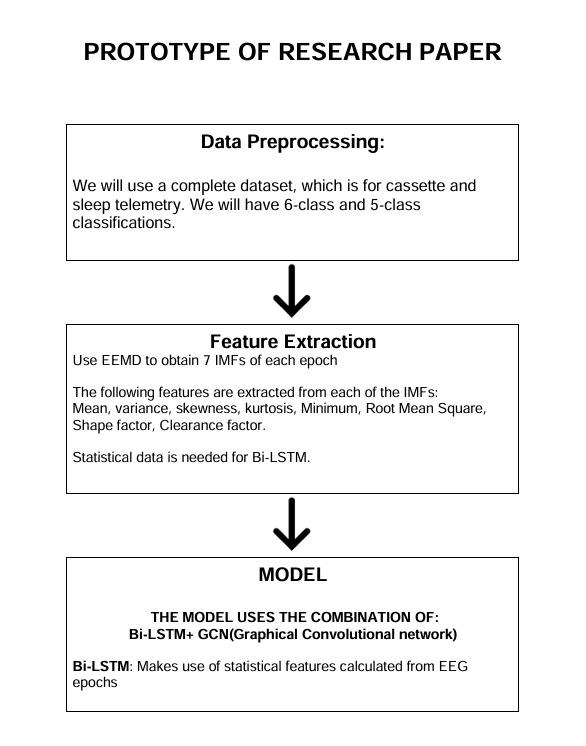 PROTOTYPE OF RESEARCH PAPER
Data Preprocessing:
We will use a complete dataset, which is for cassette and
sleep telemetry. We will have 6-class and 5-class
classifications.
Feature Extraction
Use EEMD to obtain 7 IMFs of each epoch
The following features are extracted from each of the IMFs:
Mean, variance, skewness, kurtosis, Minimum, Root Mean Square,
Shape factor, Clearance factor.
Statistical data is needed for Bi-LSTM.
MODEL
THE MODEL USES THE COMBINATION OF:
Bi-LSTM+ GCN(Graphical Convolutional network)
Bi-LSTM: Makes use of statistical features calculated from EEG
epochs